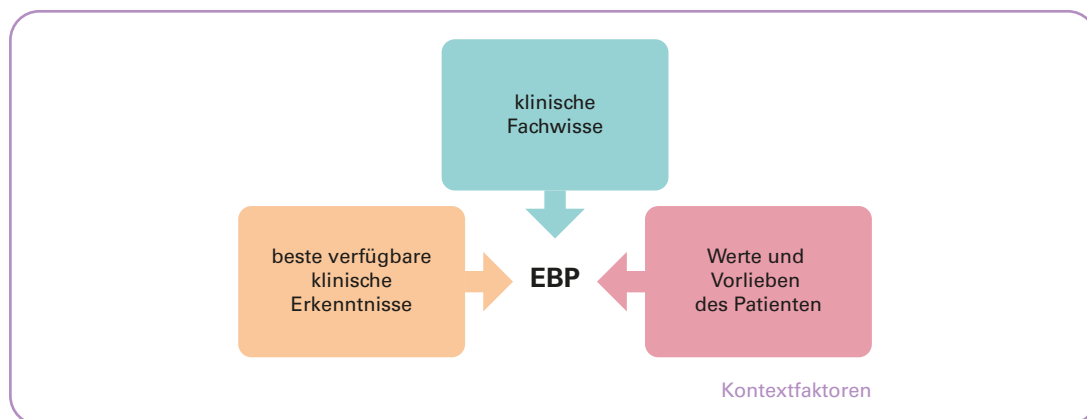 klinische
Fachwisse
beste verfügbare
klinische
Erkenntnisse
EBP
Werte und
Vorlieben
des Patienten
Kontextfaktoren